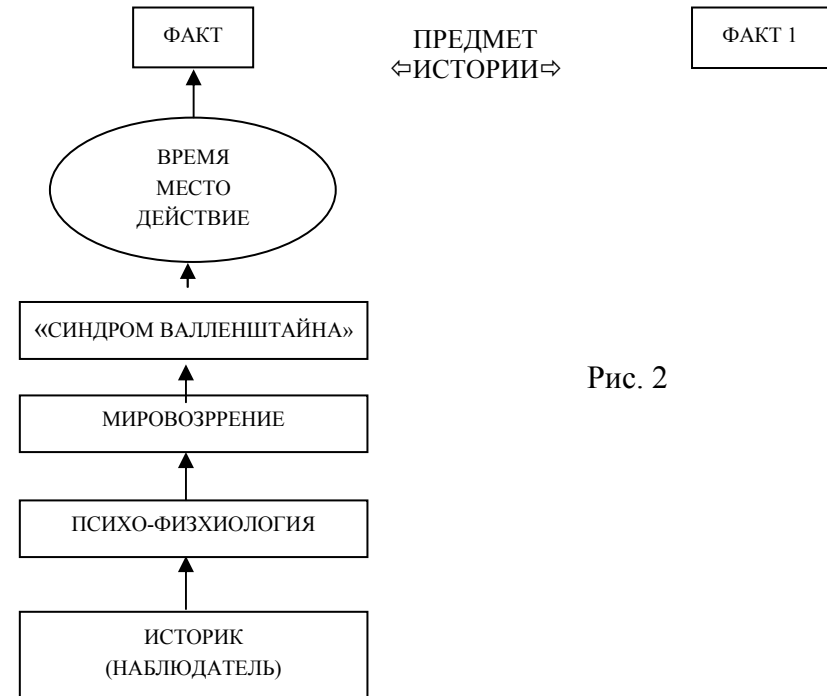 ФАКТ
ПРЕДМЕТ
⇦ИСТОРИИ⇨
ФАКТ 1
ВРЕМЯ
МЕСТО
ДЕЙСТВИЕ
«СИНДРОМ ВАЛЛЕНШТАЙНА»
Рис. 2
МИРОВОЗРРЕНИЕ
ПСИХО-ФИЗХИОЛОГИЯ
ИСТОРИК
(НАБЛЮДАТЕЛЬ)